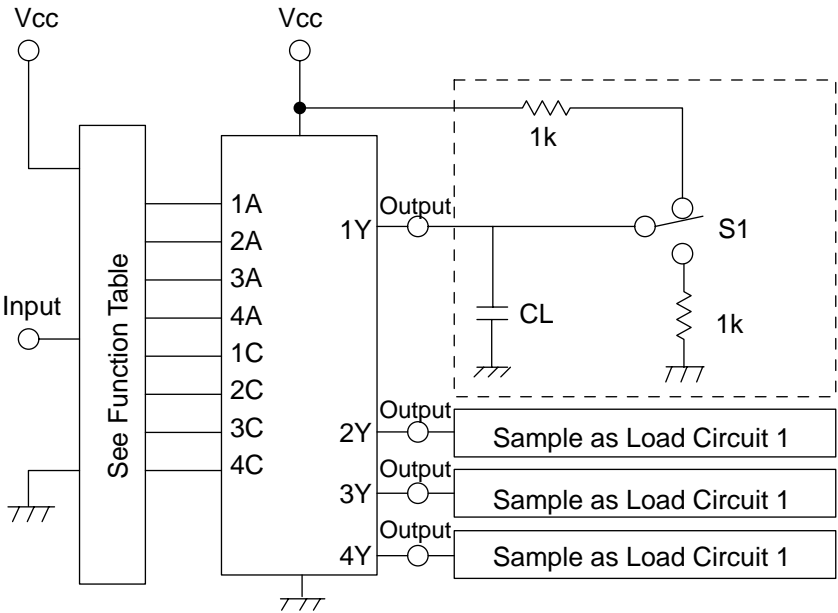 Vcc
Vcc
1k
1A
Output
1Y
S1
2A
3A
Input
4A
CL
1k
1C
2C
See Function Table
3C
Output
2Y
Sample as Load Circuit 1
4C
Output
3Y
Sample as Load Circuit 1
Output
4Y
Sample as Load Circuit 1